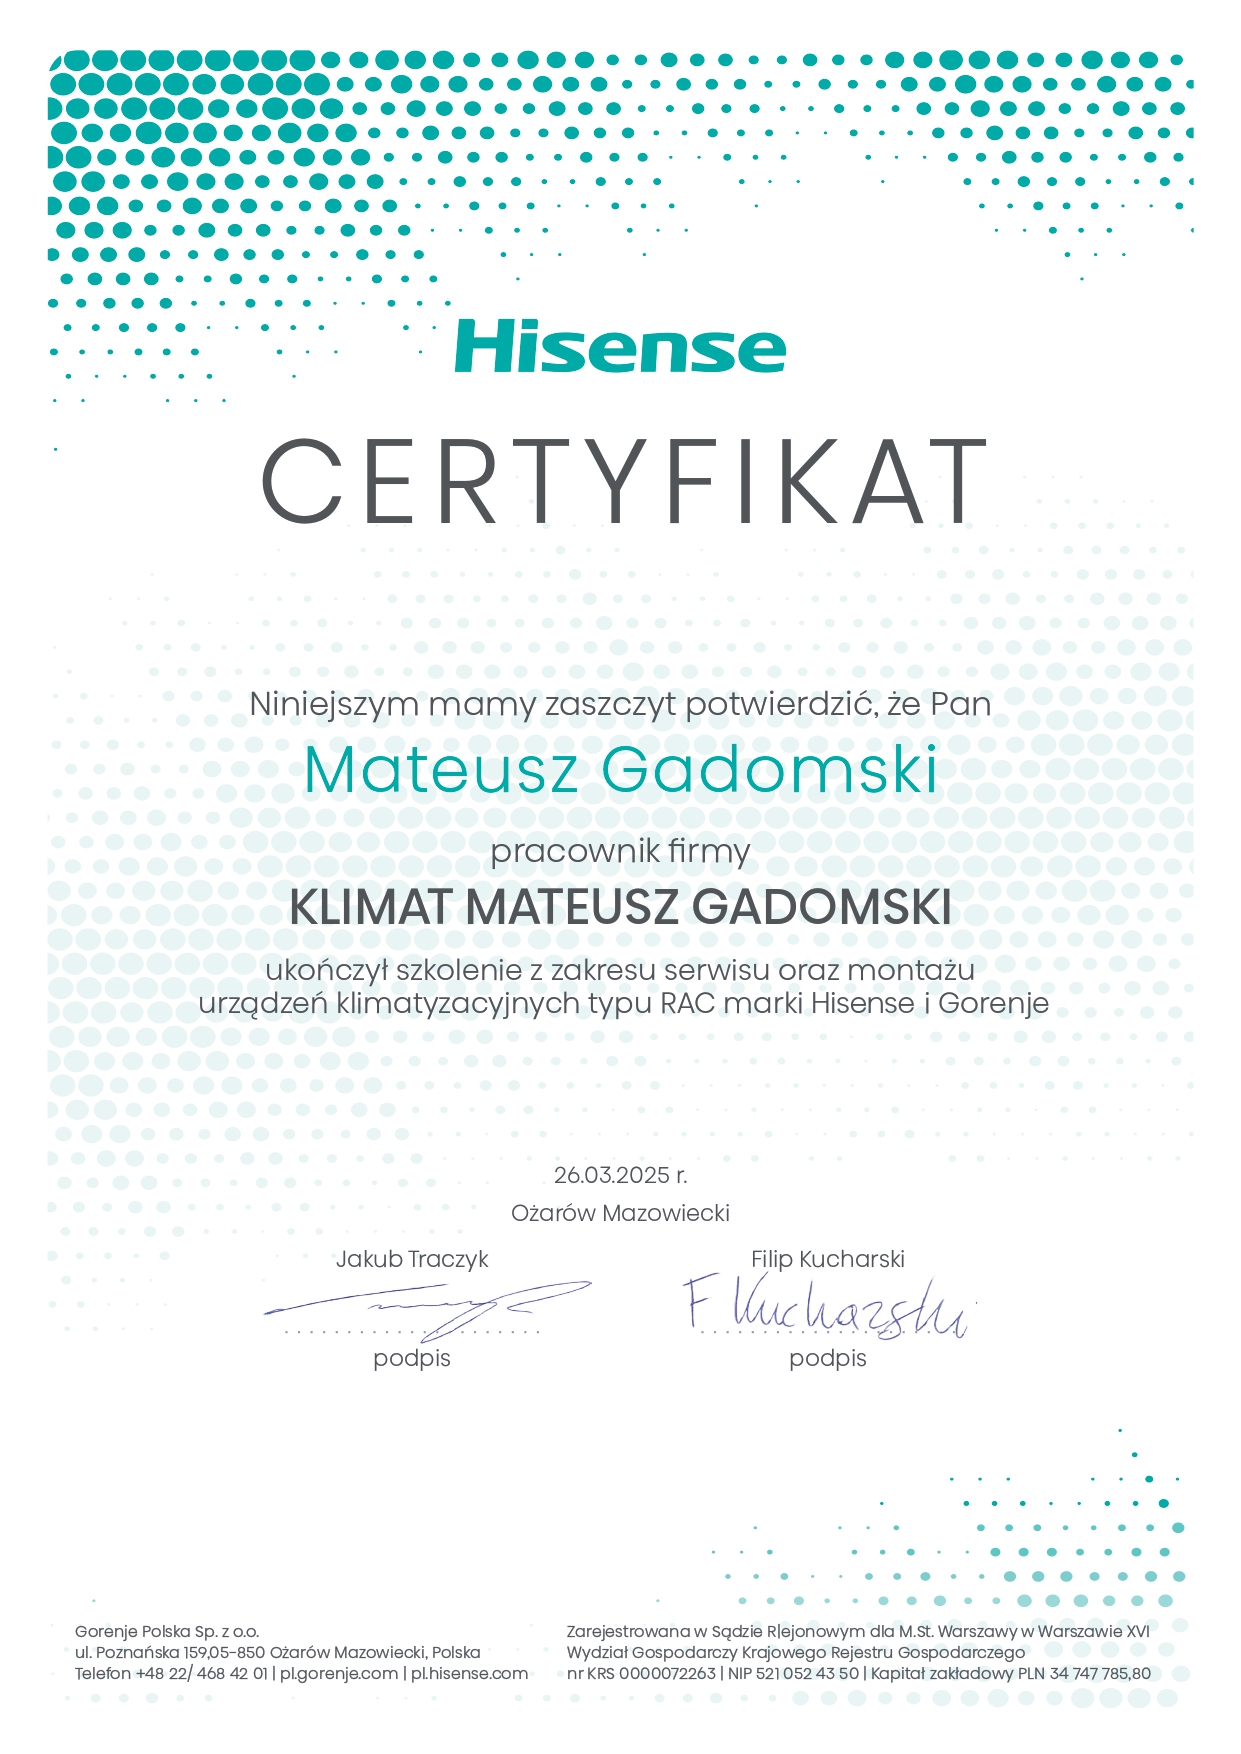 Hisense
CERTYFIKAT
Niniejszym mamy zaszczyt potwierdzić, że Pan
Mateusz Gadomski
pracownik firmy
KLIMAT MATEUSZ GADOMSKI
ukończył szkolenie z zakresu serwisu oraz montażu
urządzeń klimatyzacyjnych typu RAC marki Hisense i Gorenje
26.03.2025 r.
Ożarów Mazowiecki
Jakub Traczyk
Filip Kucharski
F Kucharski
podpis
podpis
Gorenje Polska Sp. z o.o.
ul. Poznańska 159,05-850 Ożarów Mazowiecki, Polska
Telefon +48 22/ 468 42 01 | pl.gorenje.com | pl.hisense.com
Zarejestrowana w Sądzie R|ejonowym dla M.St. Warszawy w Warszawie XVI
Wydział Gospodarczy Krajowego Rejestru Gospodarczego
nr KRS 0000072263 | NIP 521 052 43 50 | Kapitał zakładowy PLN 34 747 785,80